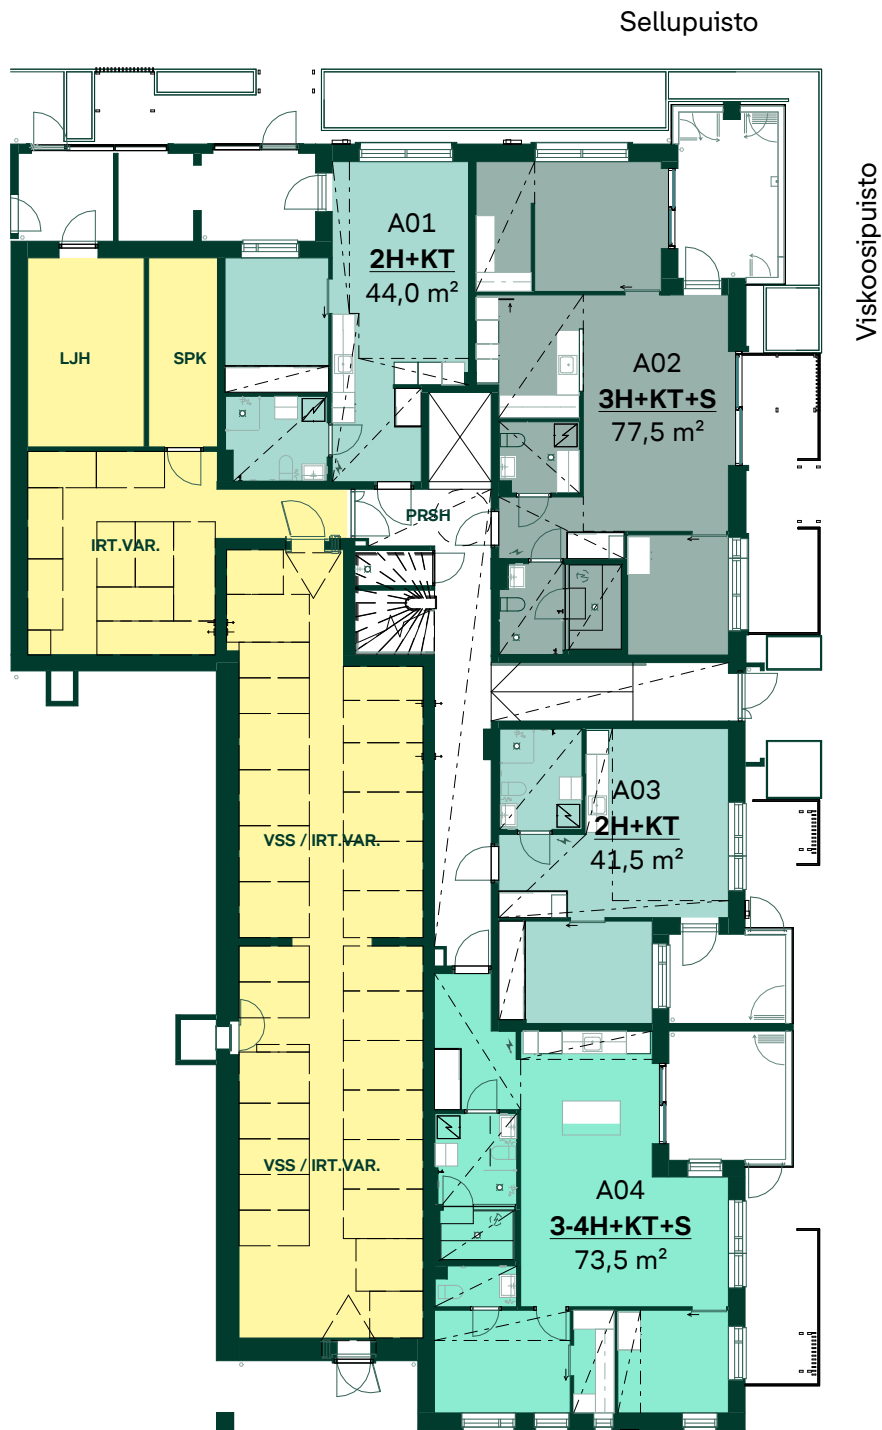 Sellupuisto
Viskoosipuisto
A01
2H+KT
44,0 m²
A02
3H+KT+S
77,5 m²
LJH
SPK
PRSH
IRT.VAR.
A03
2H+KT
41,5 m²
VSS / IRT.VAR.
VSS / IRT.VAR.
A04
3-4H+KT+S
73,5 m²